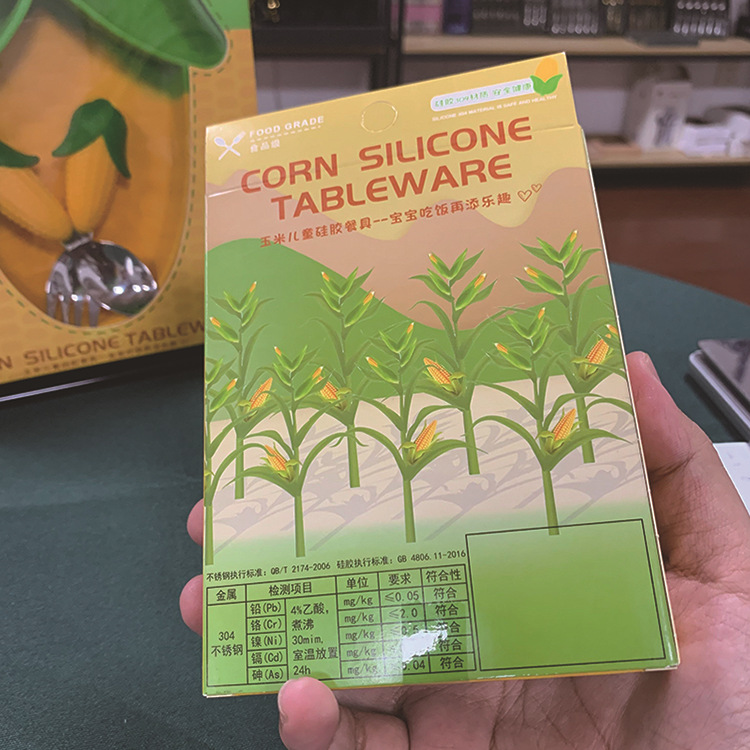 FOOD GRADE
食品级
硅胶304材质 安全健康
SILICONE 304 MATERIAL IS SAFE AND HEALTHY
CORN SILICONE
TABLEWARE
玉米儿童硅胶餐具--宝宝吃饭再添乐趣
RN SILICONE TABLEW
不锈钢执行标准: QB/T 2174-2006 硅胶执行标准: GB 4806.11-2016
金属 检测项目 单位 要求 符合性
304 不锈钢 4%乙酸, 煮沸 30mim, 室温放置 24h
铅(Pb) mg/kg ≤0.05 符合
铬(Cr) mg/kg ≤2.0 符合
镍(Ni) mg/kg 符合
镉(Cd) mg/kg 符合
砷(As) mg/kg .04 符合